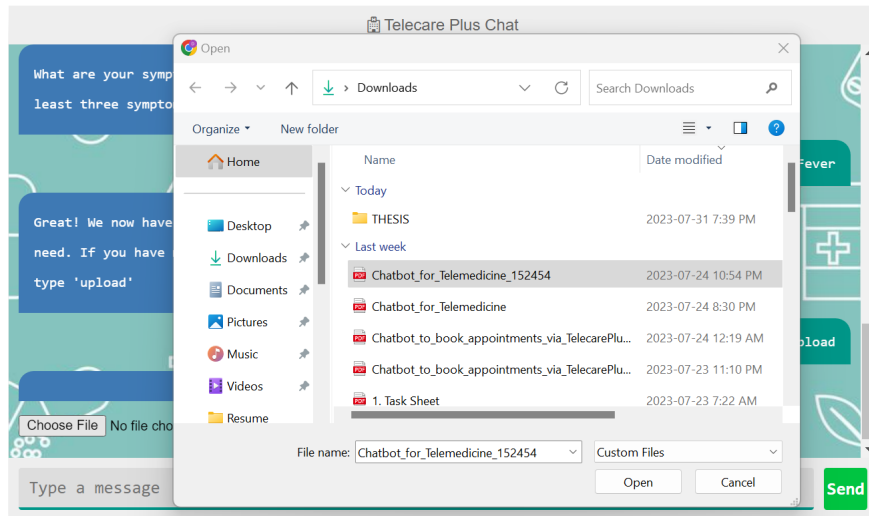 Telecare Plus Chat
Open
What are your symp
least three sympto
Downloads
Search Downloads
Organize
New folder
Home
Name
Date modified
Fever
Today
Desktop
THESIS
2023-07-31 7:39 PM
Great! We now have
need. If you have
type 'upload'
Downloads
Last week
Documents
Chatbot_for_Telemedicine_152454
2023-07-24 10:54 PM
Pictures
Chatbot_for_Telemedicine
2023-07-24 8:30 PM
Music
Chatbot_to_book_appointments_via_TelecarePlu...
2023-07-24 12:19 AM
pload
Videos
Chatbot_to_book_appointments_via_TelecarePlu...
2023-07-23 11:10 PM
Resume
1. Task Sheet
2023-07-23 7:22 AM
Choose File No file cho
File name: Chatbot_for_Telemedicine_152454
Custom Files
Open
Cancel
Type a message
Send